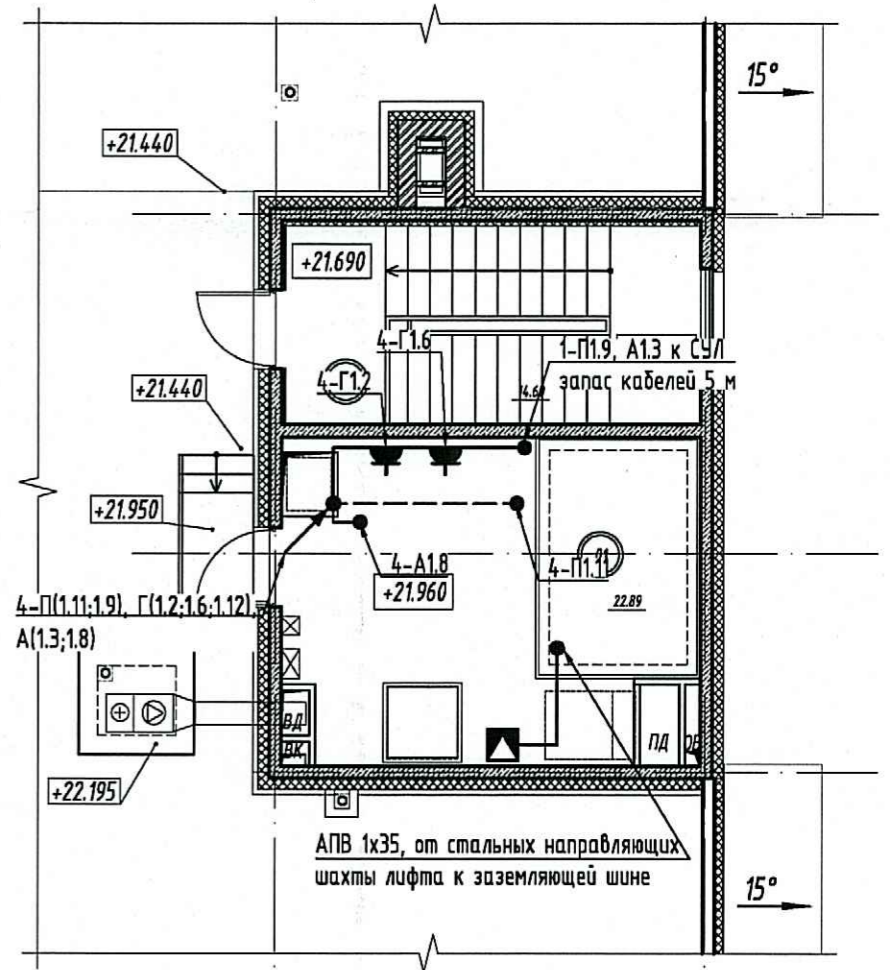 15°
+21.440
+21.690
4-Г1.6
1-П1.9, А1.3 к СУЛ
запас кабелей 5 м
4-Г1.2
+21.440
+21.950
4-А1.8
4-П1.11
+21.960
22.89
4-П(1.11;1.9), Г(1.2;1.6;1.12),
А(1.3;1.8)
ВД
ВК
ПД
+22.195
АПВ 1х35, от стальных направляющих
шахты лифта к заземляющей шине
15°